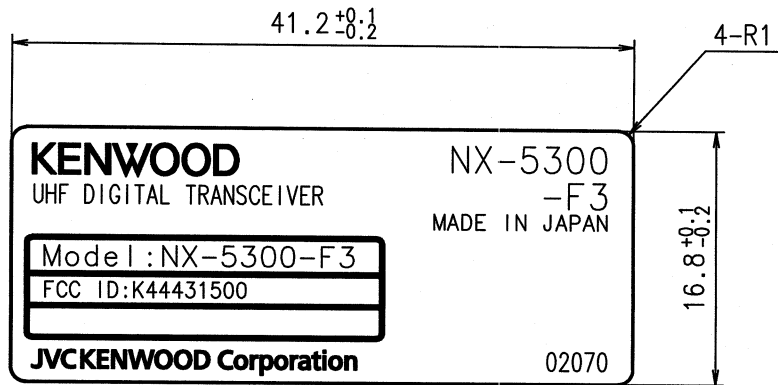 41.2 +0.1 -0.2
4-R1
KENWOOD
UHF DIGITAL TRANSCEIVER
NX-5300
-F3
MADE IN JAPAN
Model:NX-5300-F3
FCC ID:K44431500
JVCKENWOOD Corporation
02070
16.8 +0.1 -0.2